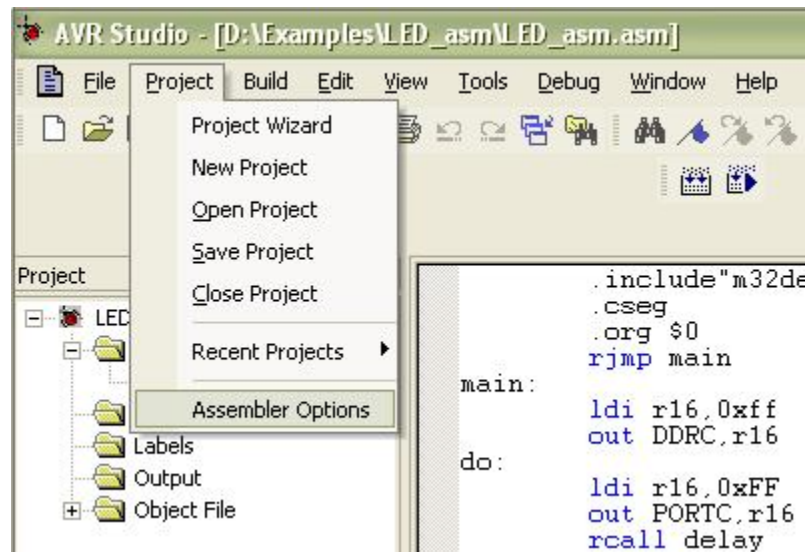 AVR Studio - [D:\Examples\LED_asm\LED_asm.asm]
File Project Build Edit View Tools Debug Window Help
Project Wizard
New Project
Open Project
Save Project
Close Project
Recent Projects
Assembler Options
Project
LED
Labels
Output
Object File
.include"m32de
.cseg
.org $0
rjmp main
main:
ldi r16,0xff
out DDRC,r16
do:
ldi r16,0xFF
out PORTC,r16
rcall delay